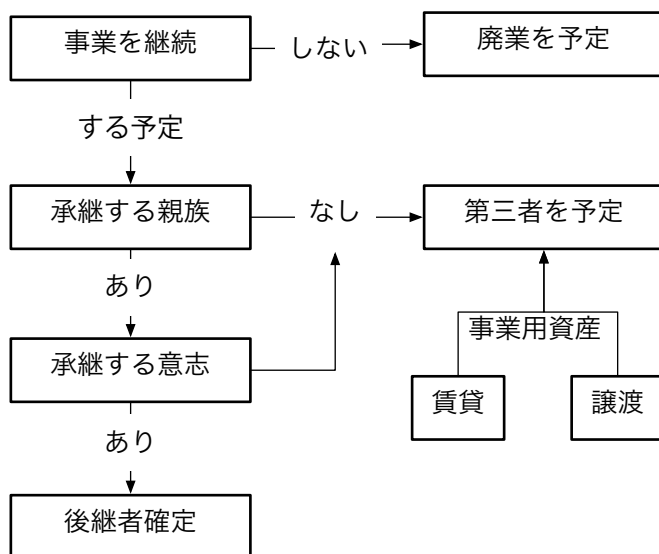 事業を継続
しない
廃業を予定
する予定
承継する親族
なし
第三者を予定
あり
事業用資産
承継する意志
賃貸
譲渡
あり
後継者確定